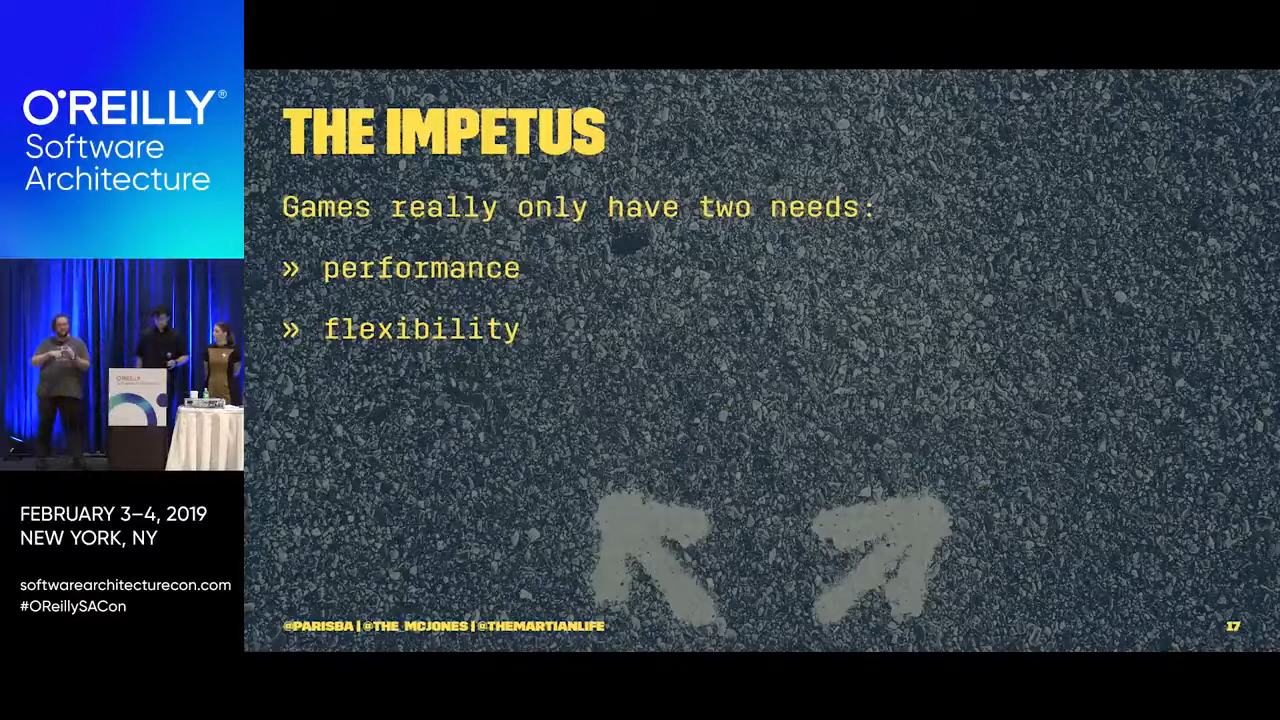 O'REILLY®
Software
Architecture
FEBRUARY 3–4, 2019
NEW YORK, NY
softwarearchitecturecon.com
#OReillySACon
THE IMPETUS
Games really only have two needs:
» performance
» flexibility
@PARISBA | @THE_MCJONES | @THEMARTIANLIFE
17
O'REILLY